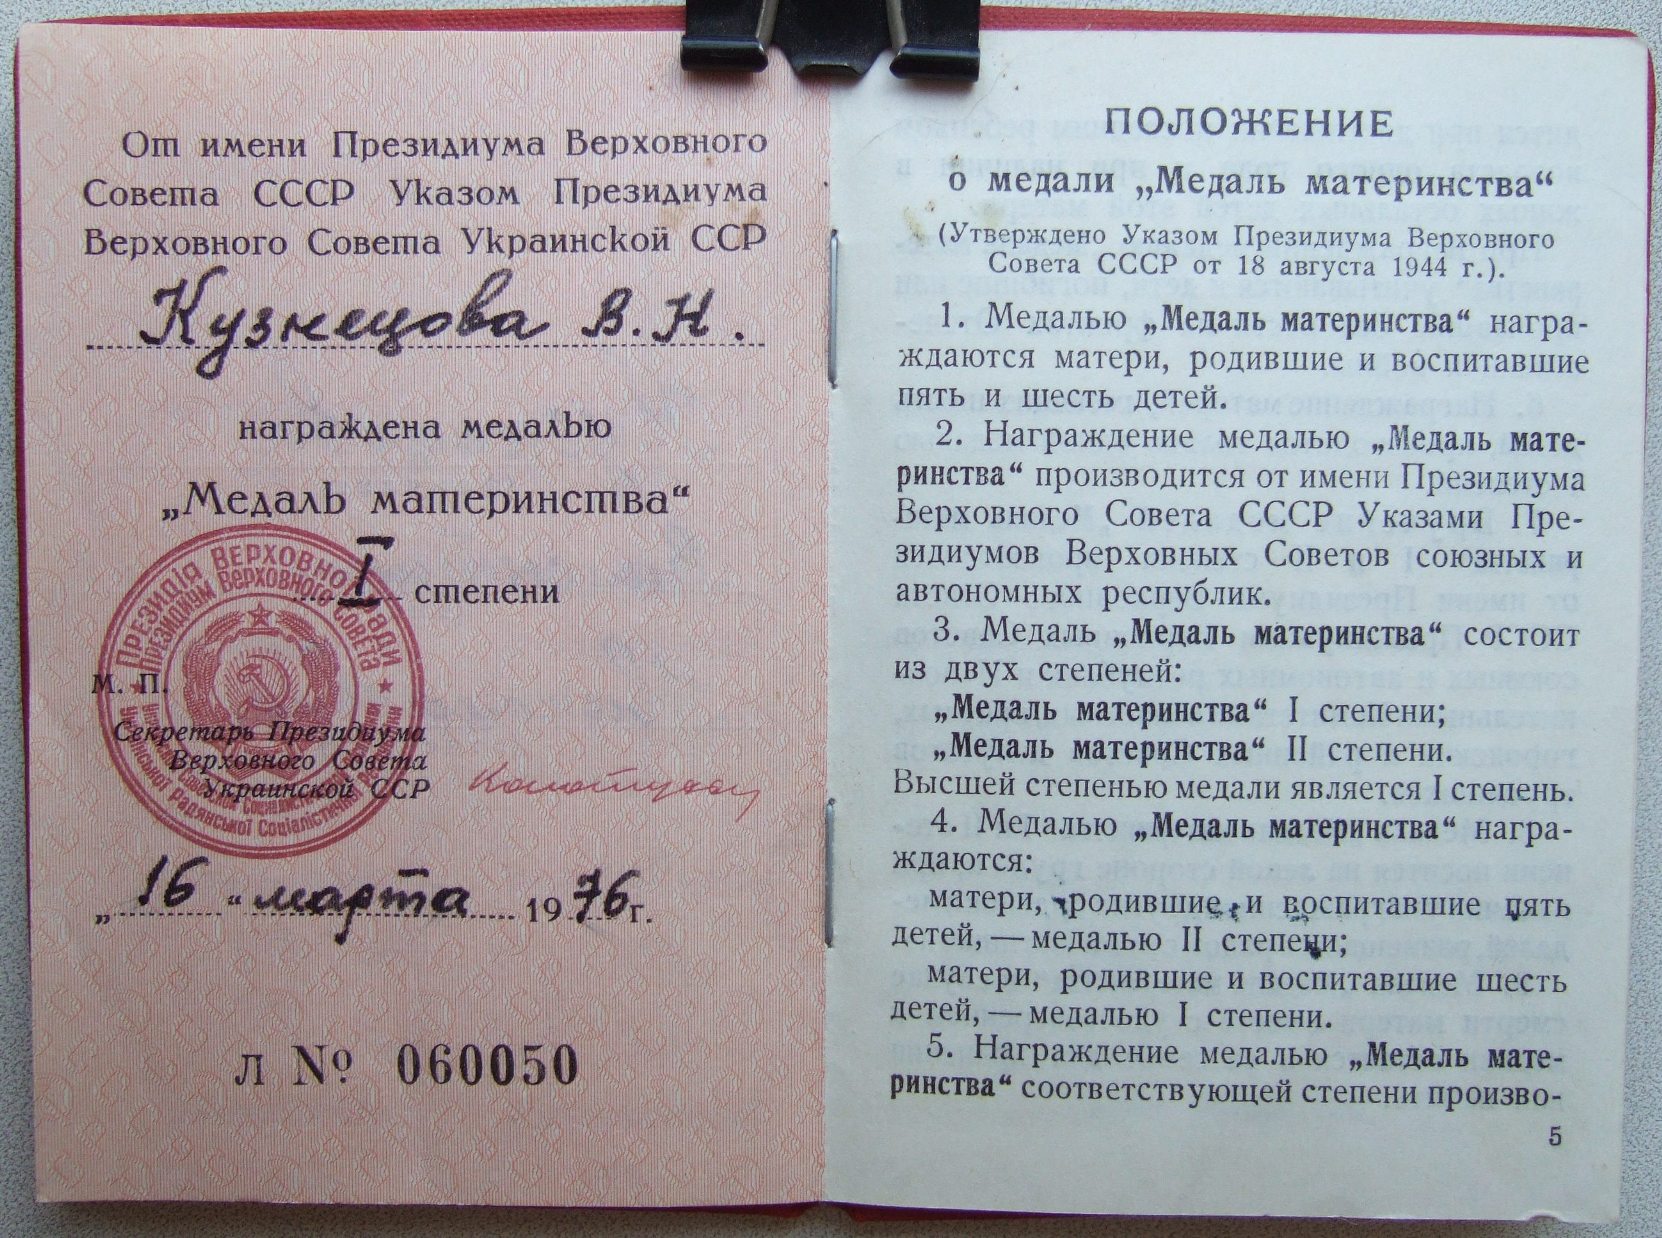 От имени Президиума Верховного
Совета СССР Указом Президиума
Верховного Совета Украинской ССР
Кузнецова В. Н.
награждена медалью
„Медаль материнства“
I степени
ПРЕЗИДІЯ ВЕРХОВНОЇ РАДИ
ПРЕЗИДИУМ ВЕРХОВНОГО СОВЕТА
М. П.
Секретарь Президиума
Верховного Совета
Украинской ССР
„16“ марта 1976 г.
Л № 060050
ПОЛОЖЕНИЕ
о медали „Медаль материнства“
(Утверждено Указом Президиума Верховного
Совета СССР от 18 августа 1944 г.).
1. Медалью „Медаль материнства“ награ-
ждаются матери, родившие и воспитавшие
пять и шесть детей.
2. Награждение медалью „Медаль мате-
ринства“ производится от имени Президиума
Верховного Совета СССР Указами Пре-
зидиумов Верховных Советов союзных и
автономных республик.
3. Медаль „Медаль материнства“ состоит
из двух степеней:
„Медаль материнства“ I степени;
„Медаль материнства“ II степени.
Высшей степенью медали является I степень.
4. Медалью „Медаль материнства“ награ-
ждаются:
матери, родившие и воспитавшие пять
детей, — медалью II степени;
матери, родившие и воспитавшие шесть
детей, — медалью I степени.
5. Награждение медалью „Медаль мате-
ринства“ соответствующей степени произво-
5